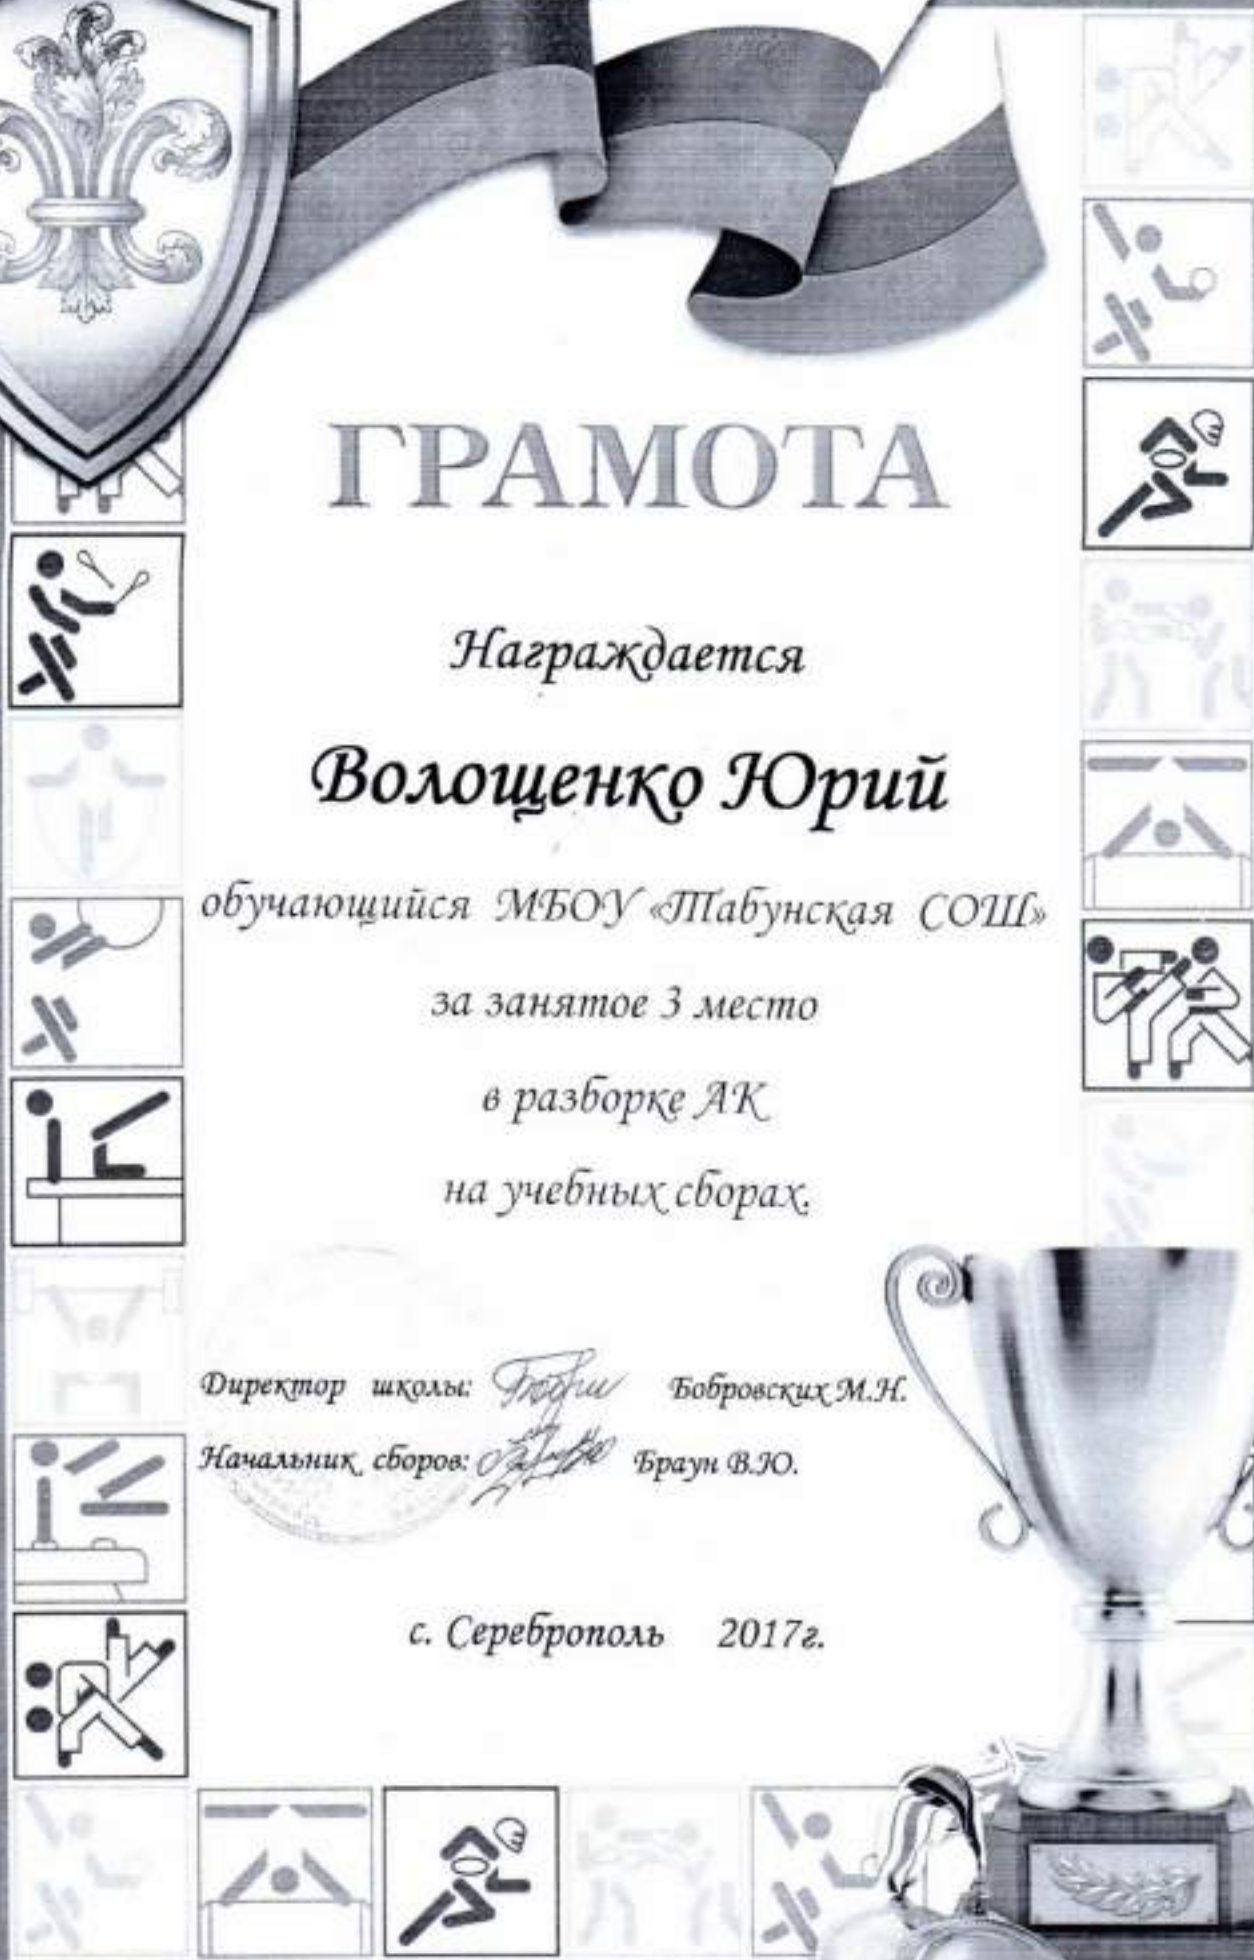 ГРАМОТА
Награждается
Волощенко Юрий
обучающийся МБОУ «Табунская СОШ»
за занятое 3 место
в разборке АК
на учебных сборах.
Директор школы: Бобровских М.Н.
Начальник сборов: Браун В.Ю.
с. Сереброполь 2017г.